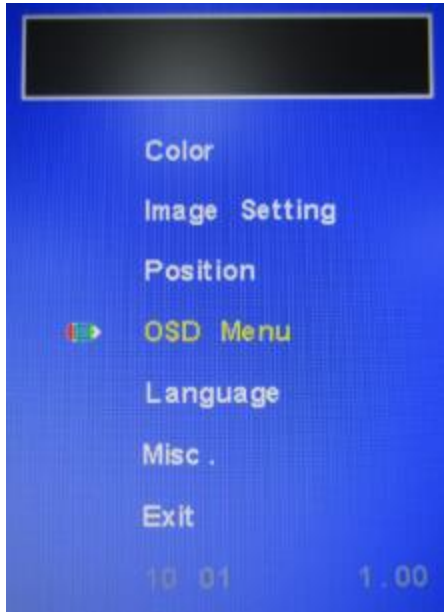 Color
Image Setting
Position
OSD Menu
Language
Misc.
Exit
10 01 1.00